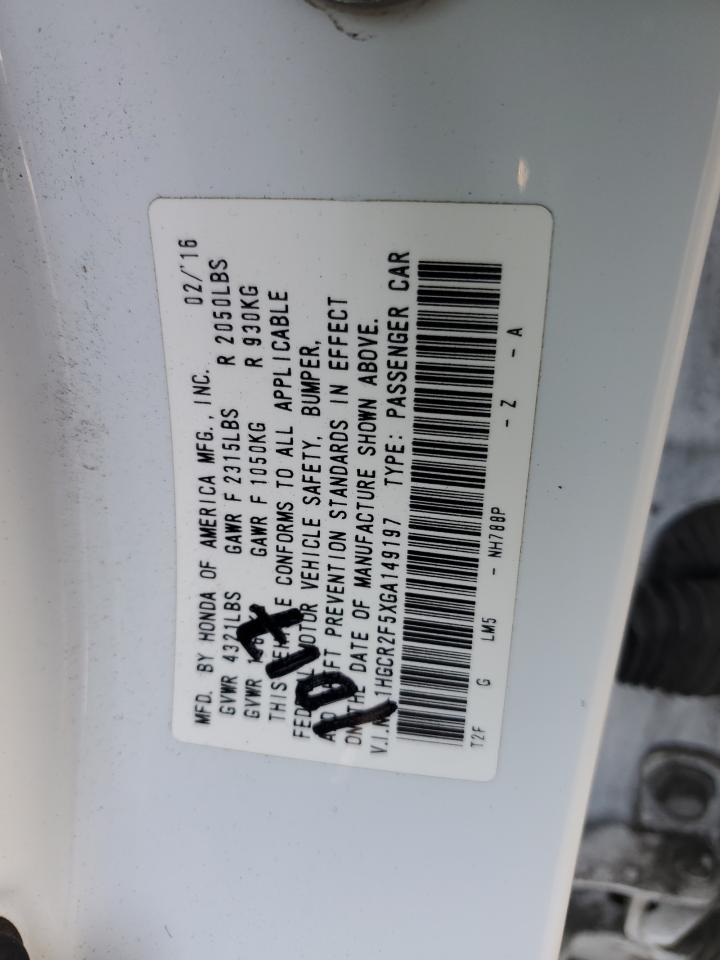 MFD. BY HONDA OF AMERICA MFG., INC. 02/'16
GVWR 4321LBS GAWR F 2315LBS R 2050LBS
GVWR GAWR F 1050KG R 930KG
THIS CONFORMS TO ALL APPLICABLE
VEHICLE SAFETY, BUMPER,
PREVENTION STANDARDS IN EFFECT
ON THE DATE OF MANUFACTURE SHOWN ABOVE.
1HGCR2F5XGA149197 TYPE: PASSENGER CAR
T2F G LM5 - NH788P - Z - A